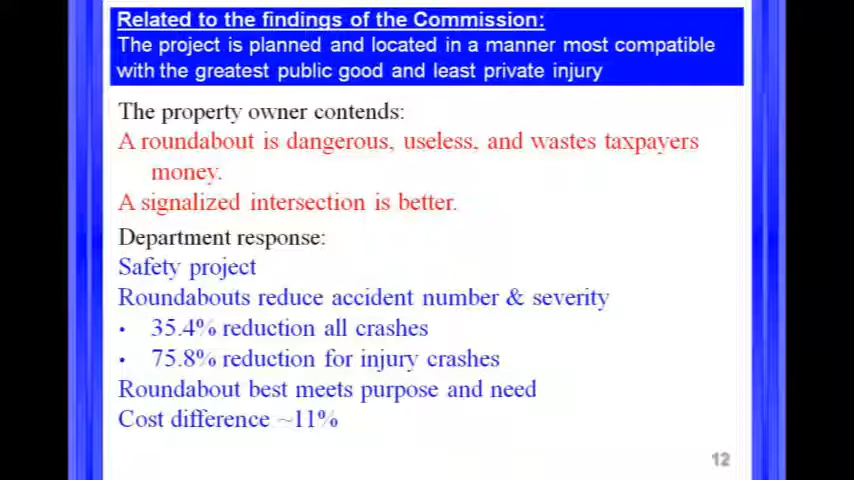 Related to the findings of the Commission:
The project is planned and located in a manner most compatible
with the greatest public good and least private injury
The property owner contends:
A roundabout is dangerous, useless, and wastes taxpayers
money.
A signalized intersection is better.
Department response:
Safety project
Roundabouts reduce accident number & severity
• 35.4% reduction all crashes
• 75.8% reduction for injury crashes
Roundabout best meets purpose and need
Cost difference ~11%
12